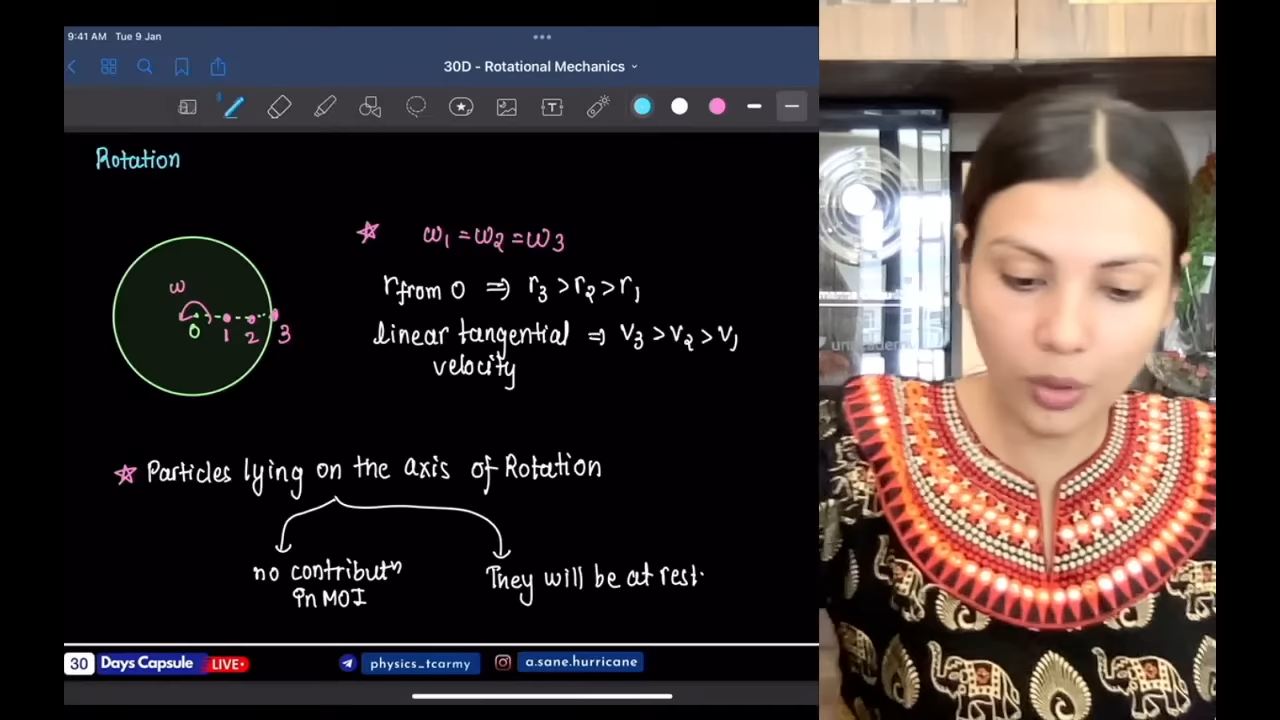 9:41 AM Tue 9 Jan
30D - Rotational Mechanics
Rotation
☆ ω₁ = ω₂ = ω₃
r from O ⇒ r₃ > r₂ > r₁
linear tangential ⇒ v₃ > v₂ > v₁
velocity
ω
O 1 2 3
☆ Particles lying on the axis of Rotation
no contributⁿ
in MOI
They will be at rest.
30 Days Capsule LIVE
physics_tcarmy
a.sane.hurricane